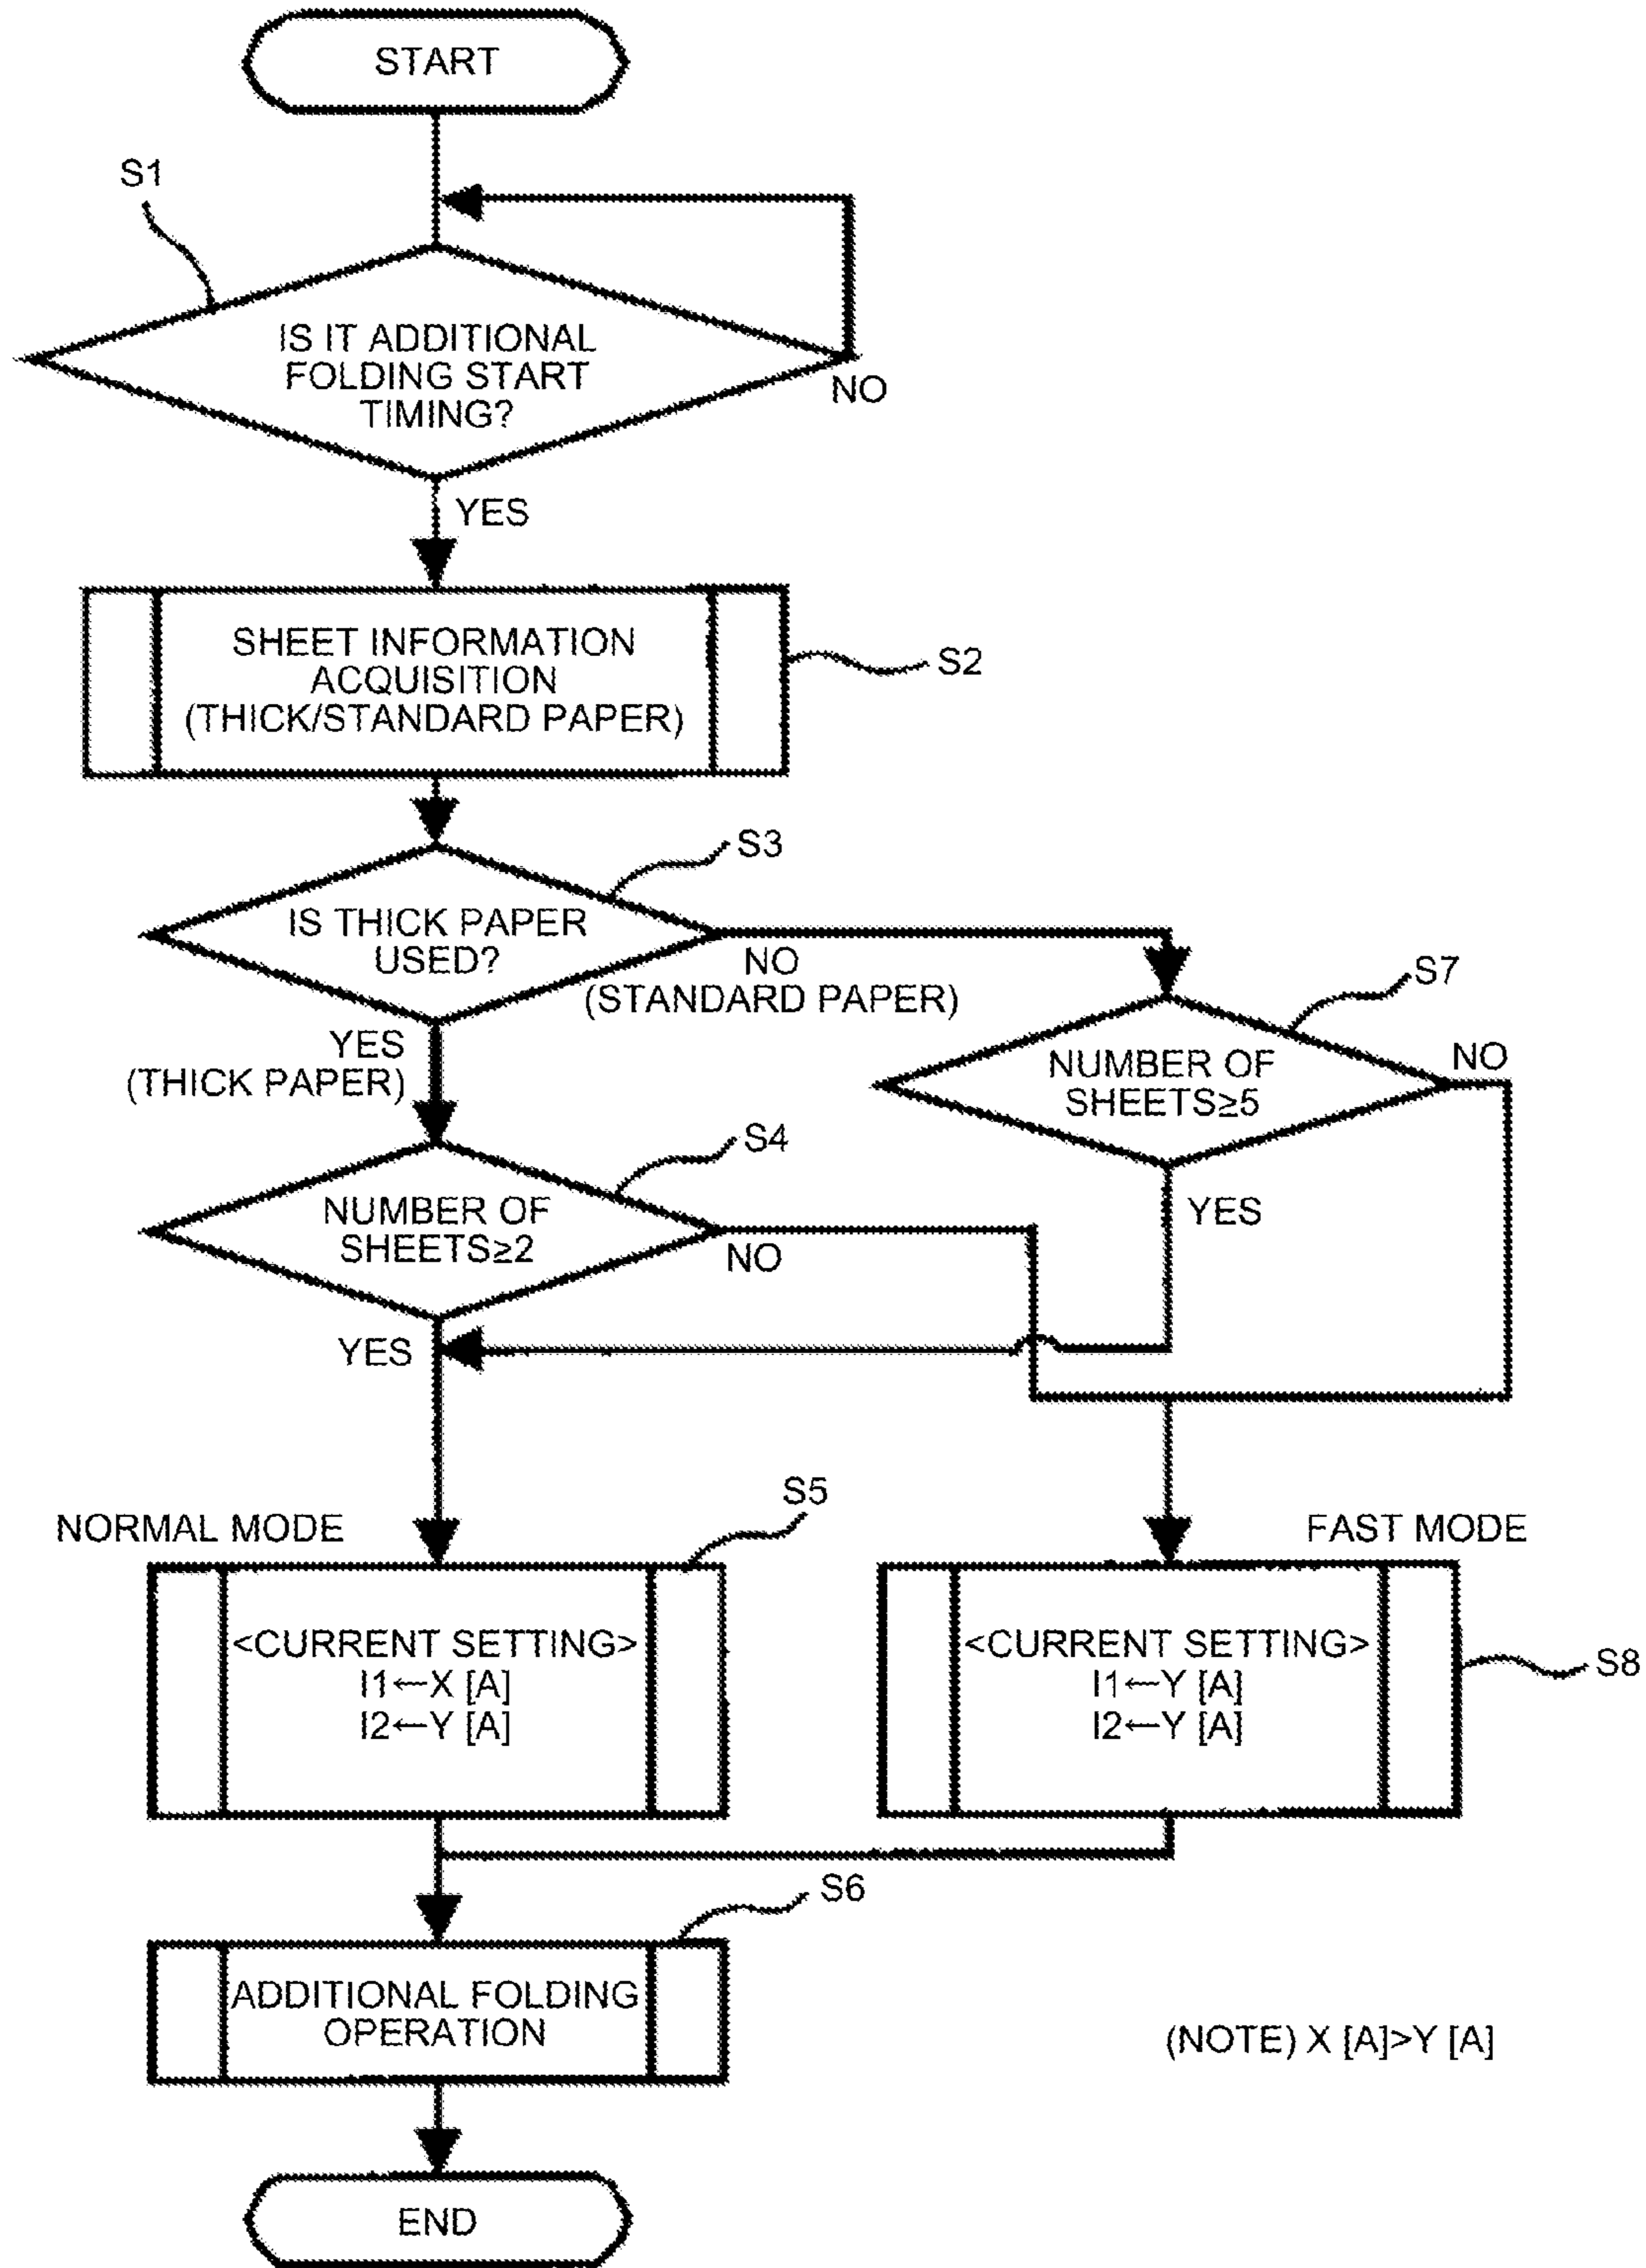 START
S1
IS IT ADDITIONAL
FOLDING START
TIMING?
NO
YES
SHEET INFORMATION
ACQUISITION
(THICK/STANDARD PAPER)
S2
S3
IS THICK PAPER
USED?
NO
(STANDARD PAPER)
YES
(THICK PAPER)
S7
NUMBER OF
SHEETS≥5
NO
YES
S4
NUMBER OF
SHEETS≥2
NO
YES
NORMAL MODE
S5
<CURRENT SETTING>
I1←X [A]
I2←Y [A]
FAST MODE
<CURRENT SETTING>
I1←Y [A]
I2←Y [A]
S8
S6
ADDITIONAL FOLDING
OPERATION
(NOTE) X [A]>Y [A]
END